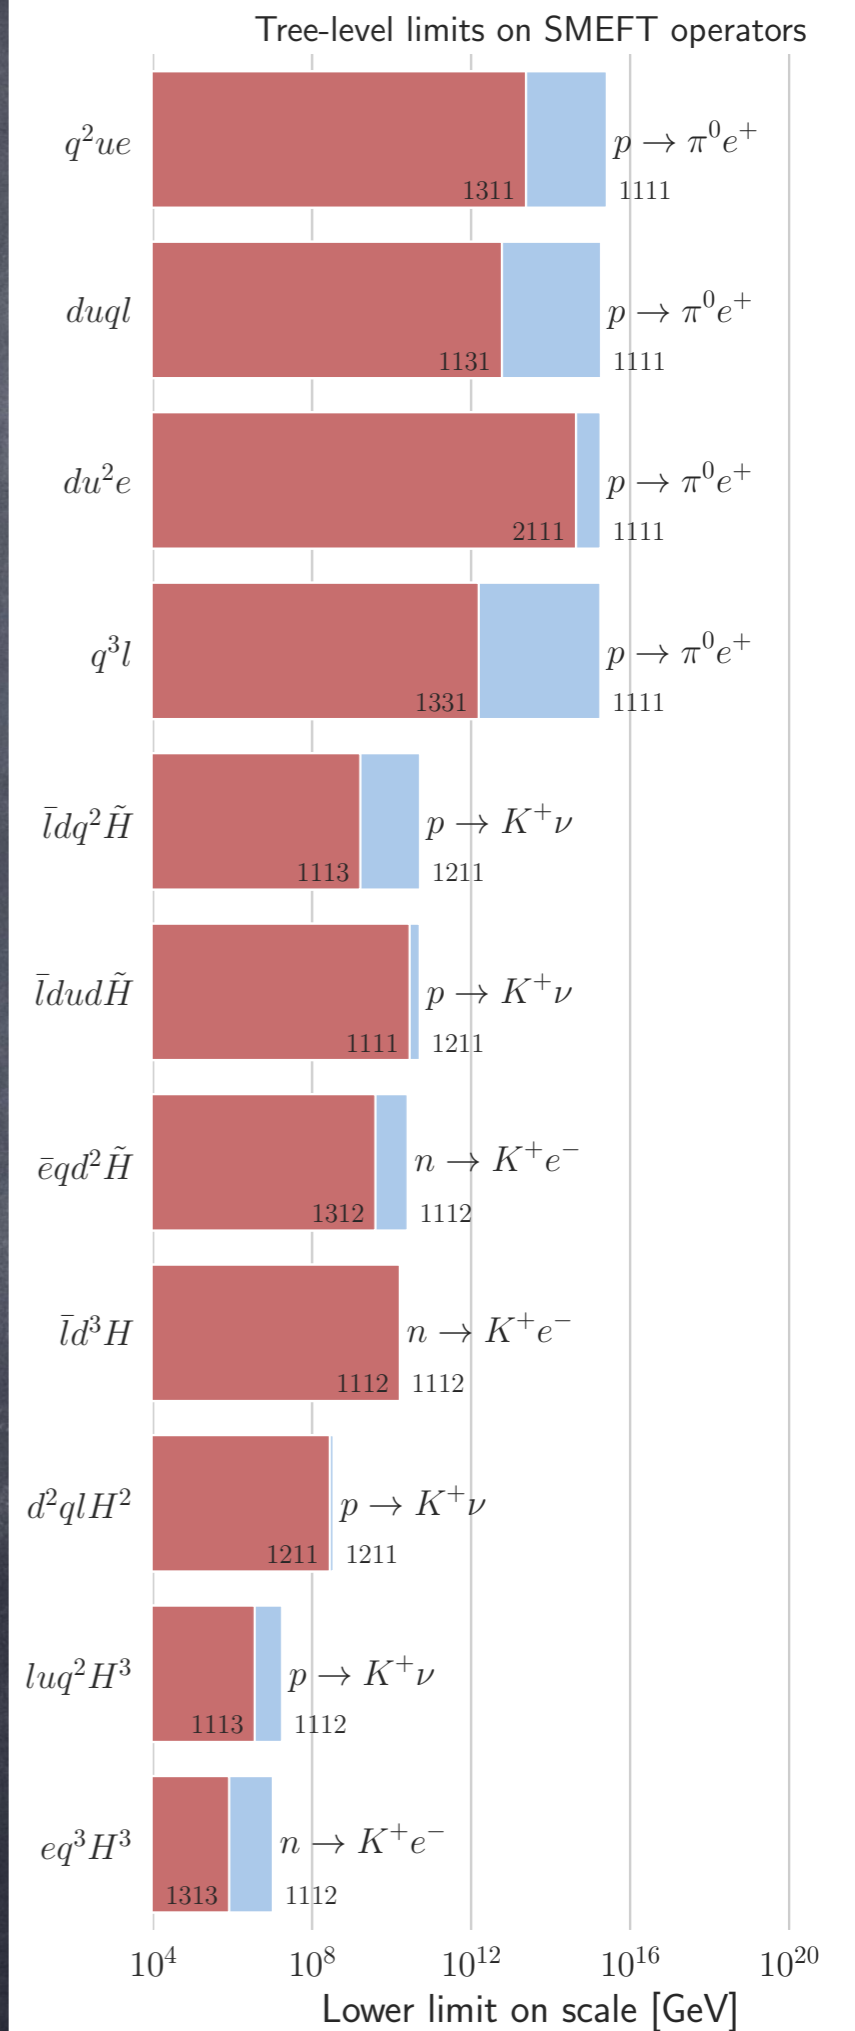 Tree-level limits on SMEFT operators
q²ue
p → π⁰e⁺
1311
1111
duql
p → π⁰e⁺
1131
1111
du²e
p → π⁰e⁺
2111
1111
q³l
p → π⁰e⁺
1331
1111
l̄dq²H̃
p → K⁺ν
1113
1211
l̄dudH̃
p → K⁺ν
1111
1211
ēqd²H̃
n → K⁺e⁻
1312
1112
l̄d³H
n → K⁺e⁻
1112
1112
d²qlH²
p → K⁺ν
1211
1211
luq²H³
p → K⁺ν
1113
1112
eq³H³
n → K⁺e⁻
1313
1112
10⁴ 10⁸ 10¹² 10¹⁶ 10²⁰
Lower limit on scale [GeV]